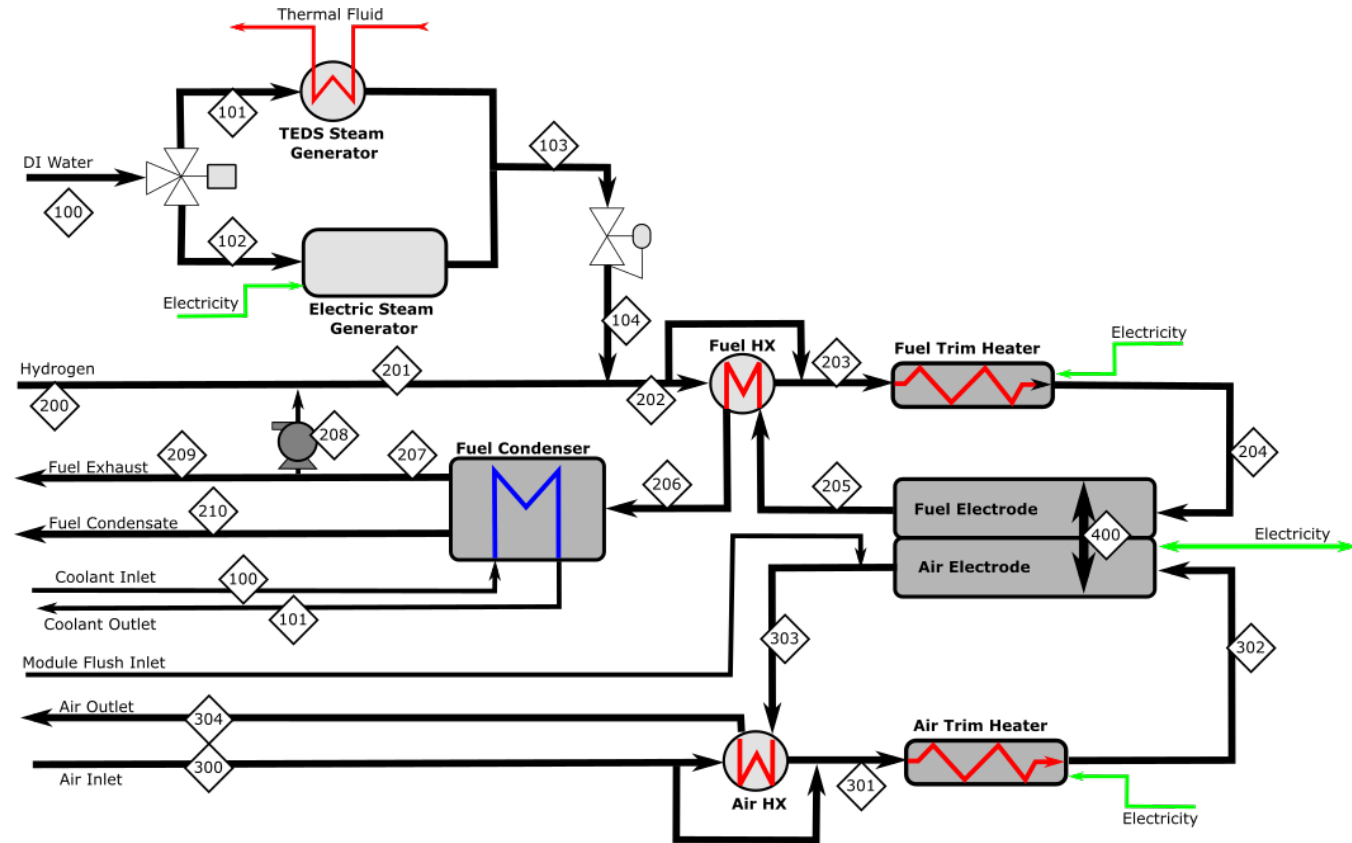 Thermal Fluid
101
TEDS Steam
Generator
DI Water
100
103
102
Electricity
Electric Steam
Generator
104
Hydrogen
200
201
202
Fuel HX
203
Fuel Trim Heater
Electricity
204
208
Fuel Exhaust
209
207
Fuel Condenser
206
205
Fuel Condensate
210
Fuel Electrode
400
Electricity
Air Electrode
Coolant Inlet
100
101
Coolant Outlet
Module Flush Inlet
303
302
Air Outlet
304
300
Air Inlet
Air HX
301
Air Trim Heater
Electricity